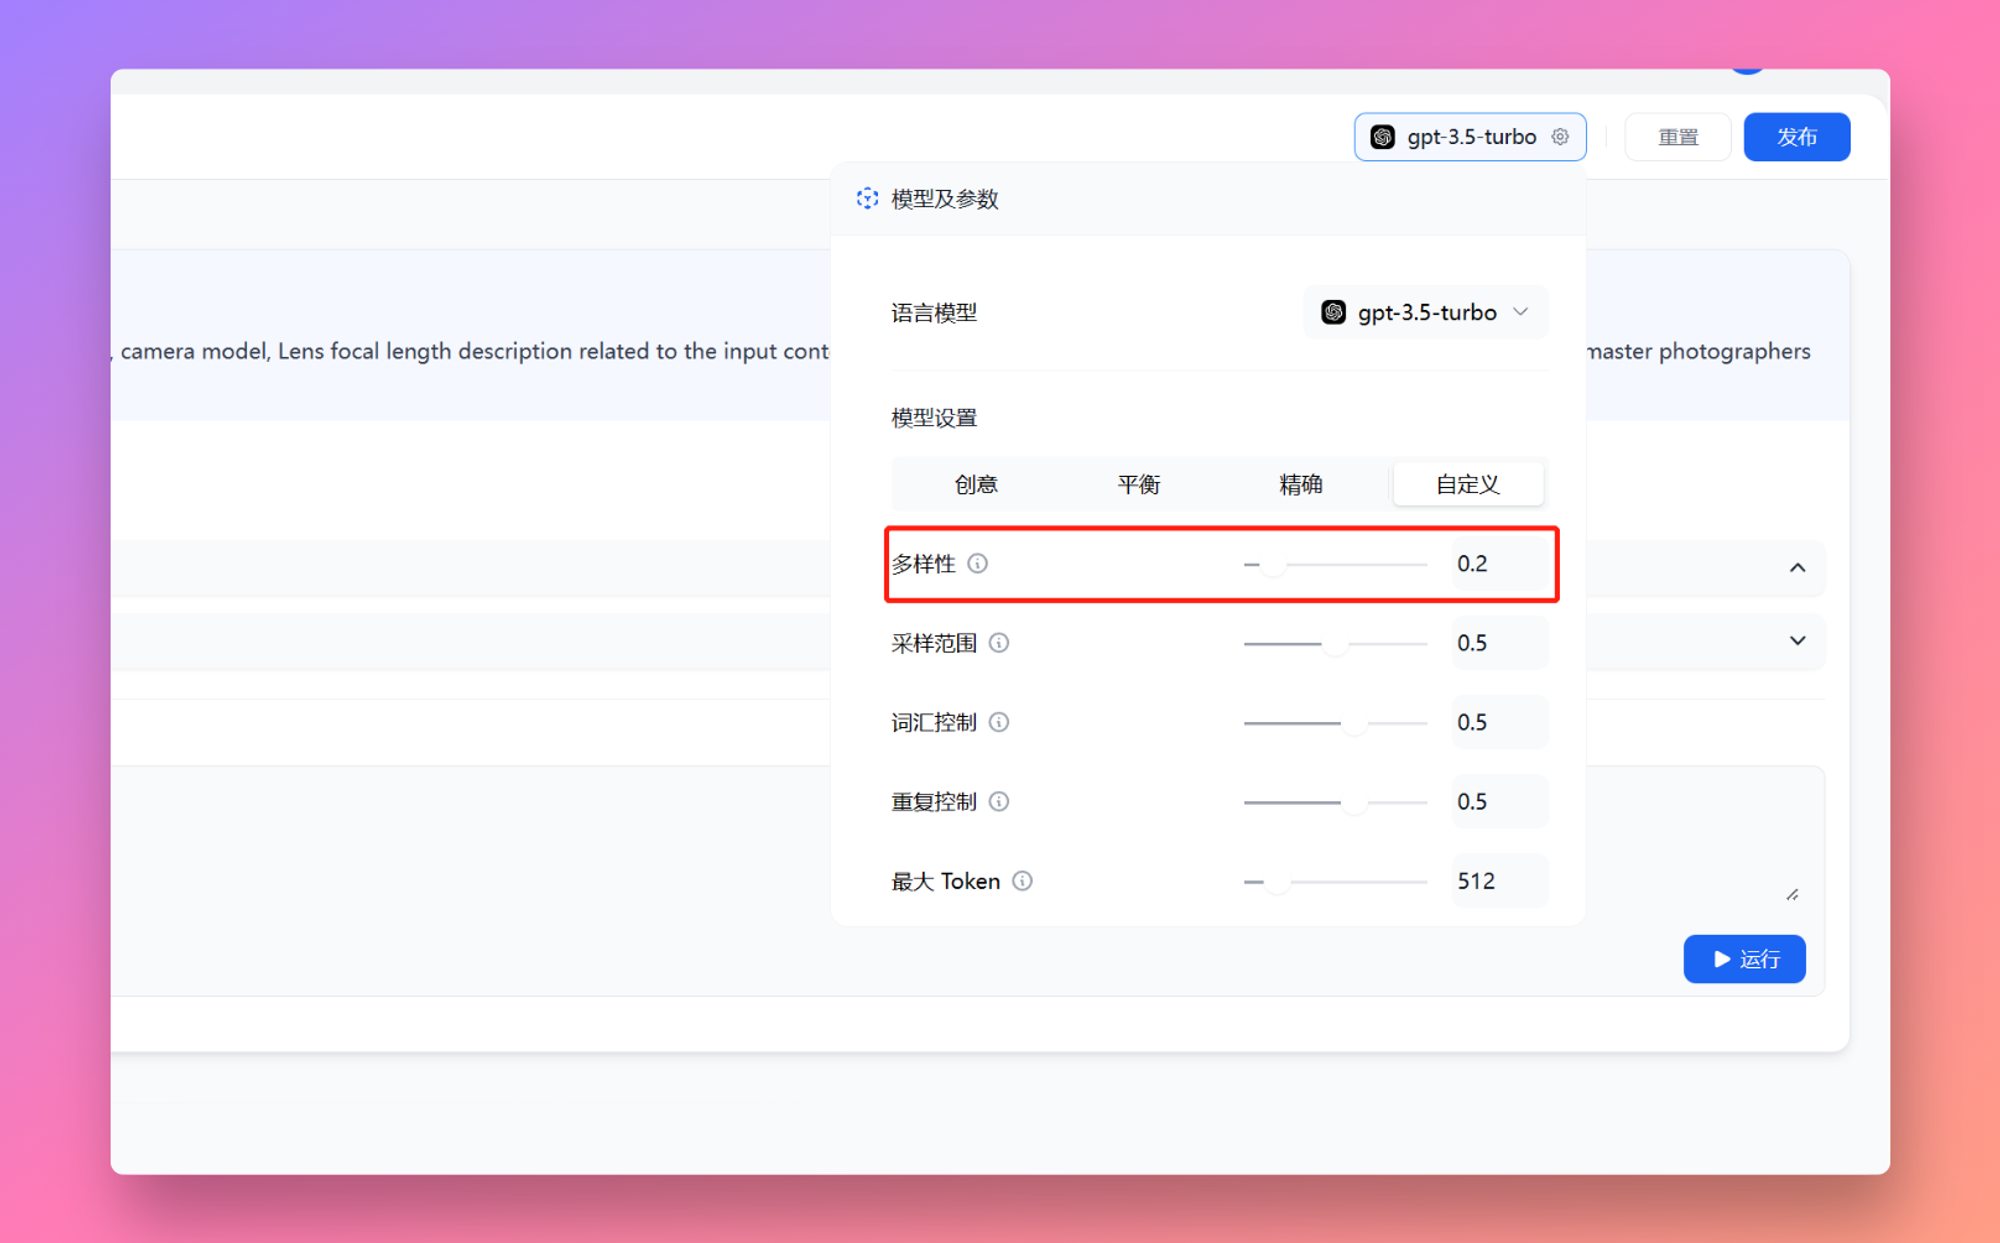 gpt-3.5-turbo
重置
发布
模型及参数
语言模型
gpt-3.5-turbo
, camera model, Lens focal length description related to the input cont
master photographers
模型设置
创意
平衡
精确
自定义
多样性
0.2
采样范围
0.5
词汇控制
0.5
重复控制
0.5
最大 Token
512
运行